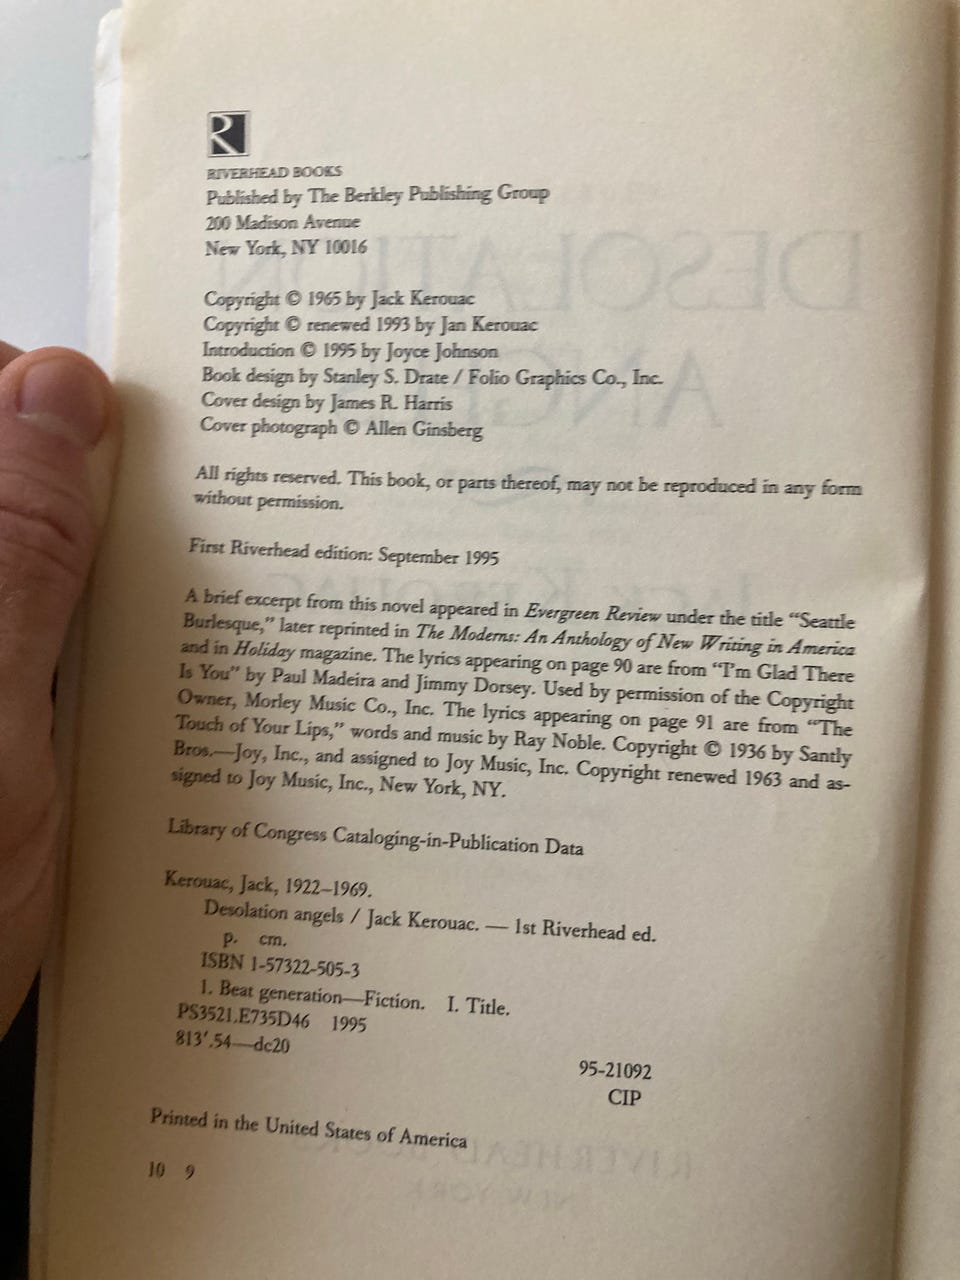 R
RIVERHEAD BOOKS
Published by The Berkley Publishing Group
200 Madison Avenue
New York, NY 10016
Copyright © 1965 by Jack Kerouac
Copyright © renewed 1993 by Jan Kerouac
Introduction © 1995 by Joyce Johnson
Book design by Stanley S. Drate / Folio Graphics Co., Inc.
Cover design by James R. Harris
Cover photograph © Allen Ginsberg
All rights reserved. This book, or parts thereof, may not be reproduced in any form
without permission.
First Riverhead edition: September 1995
A brief excerpt from this novel appeared in Evergreen Review under the title “Seattle
Burlesque,” later reprinted in The Moderns: An Anthology of New Writing in America
and in Holiday magazine. The lyrics appearing on page 90 are from “I'm Glad There
Is You” by Paul Madeira and Jimmy Dorsey. Used by permission of the Copyright
Owner, Morley Music Co., Inc. The lyrics appearing on page 91 are from “The
Touch of Your Lips,” words and music by Ray Noble. Copyright © 1936 by Santly
Bros.—Joy, Inc., and assigned to Joy Music, Inc. Copyright renewed 1963 and as-
signed to Joy Music, Inc., New York, NY.
Library of Congress Cataloging-in-Publication Data
Kerouac, Jack, 1922–1969.
Desolation angels / Jack Kerouac. — 1st Riverhead ed.
p. cm.
ISBN 1-57322-505-3
1. Beat generation—Fiction. I. Title.
PS3521.E735D46 1995
813′.54—dc20
95-21092
CIP
Printed in the United States of America
10 9